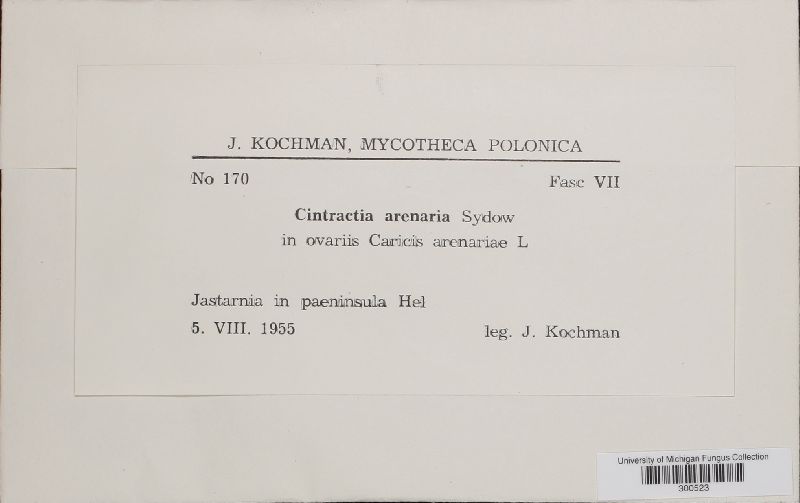 J. KOCHMAN, MYCOTHECA POLONICA
No 170 Fasc VII
Cintractia arenaria Sydow
in ovariis Caricis arenariae L
Jastarnia in paeninsula Hel
5. VIII. 1955 leg. J. Kochman
University of Michigan Fungus Collection
300523